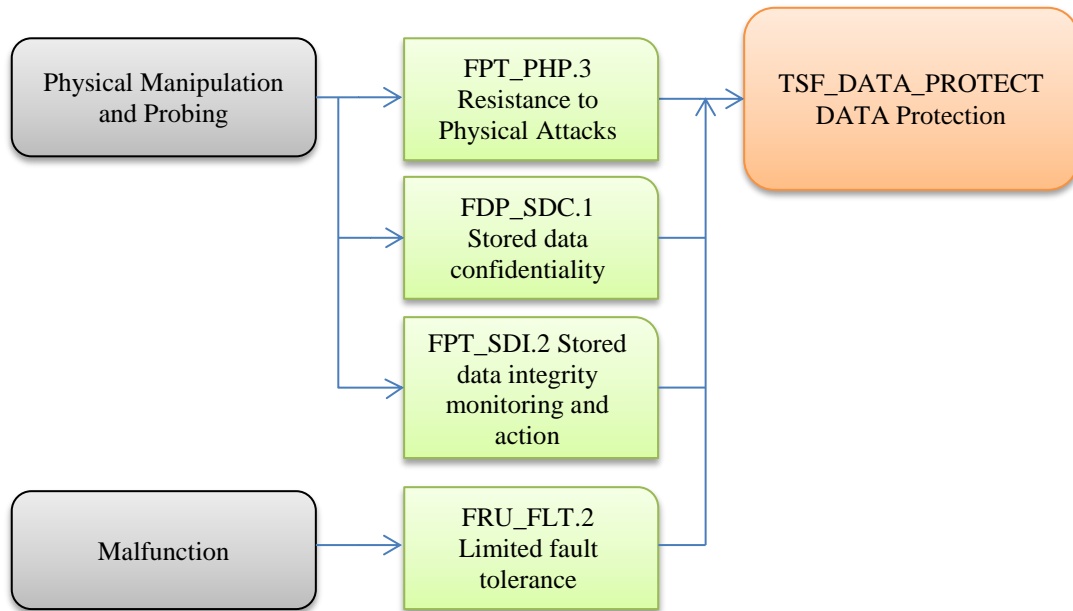 Physical Manipulation
and Probing
FPT_PHP.3
Resistance to
Physical Attacks
TSF_DATA_PROTECT
DATA Protection
FDP_SDC.1
Stored data
confidentiality
FPT_SDI.2 Stored
data integrity
monitoring and
action
Malfunction
FRU_FLT.2
Limited fault
tolerance